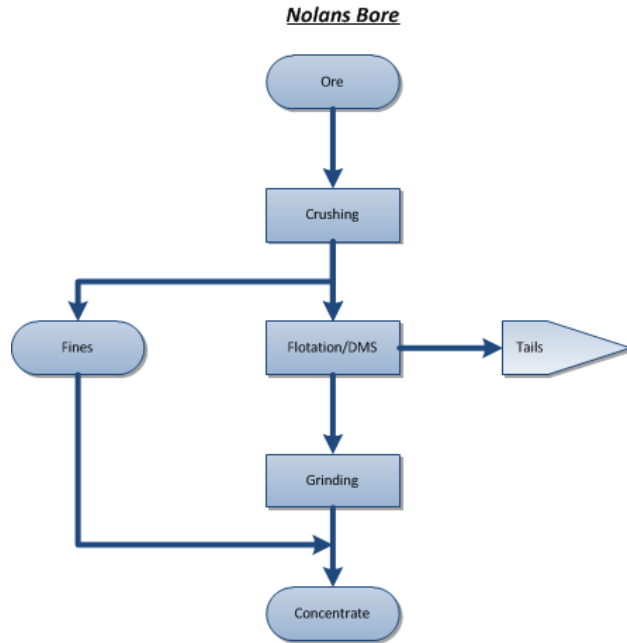 Nolans Bore
Ore
Crushing
Fines
Flotation/DMS
Tails
Grinding
Concentrate